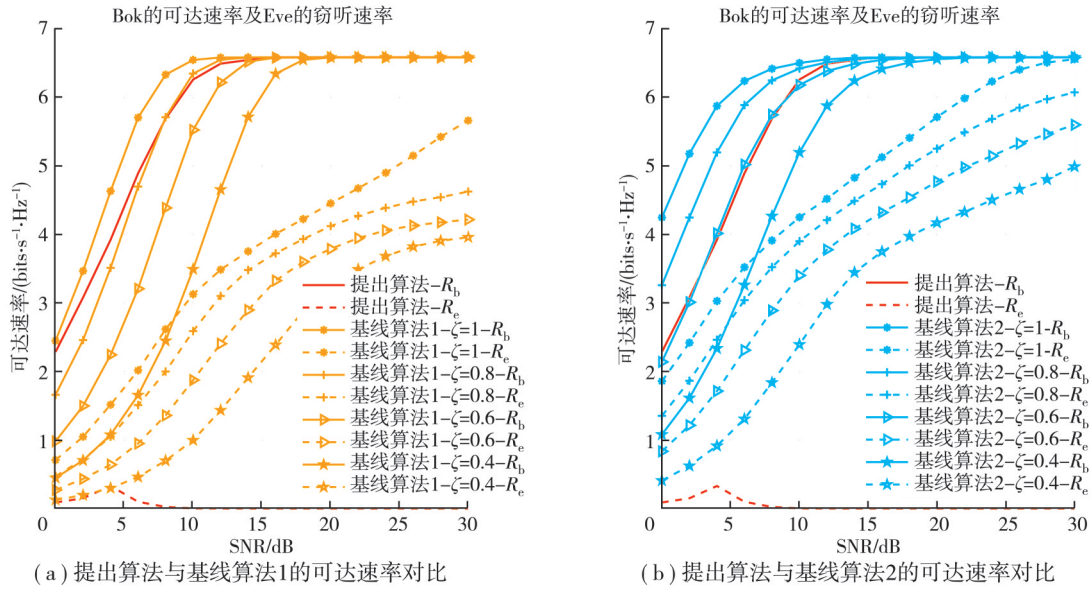 Bok的可达速率及Eve的窃听速率
7
6
5
4
3
2
1
0
5
10
15
20
25
30
可达速率/(bits·s⁻¹·Hz⁻¹)
SNR/dB
提出算法-Rb
提出算法-Re
基线算法1-ζ=1-Rb
基线算法1-ζ=1-Re
基线算法1-ζ=0.8-Rb
基线算法1-ζ=0.8-Re
基线算法1-ζ=0.6-Rb
基线算法1-ζ=0.6-Re
基线算法1-ζ=0.4-Rb
基线算法1-ζ=0.4-Re
(a)提出算法与基线算法1的可达速率对比
Bok的可达速率及Eve的窃听速率
7
6
5
4
3
2
1
0
5
10
15
20
25
30
可达速率/(bits·s⁻¹·Hz⁻¹)
SNR/dB
提出算法-Rb
提出算法-Re
基线算法2-ζ=1-Rb
基线算法2-ζ=1-Re
基线算法2-ζ=0.8-Rb
基线算法2-ζ=0.8-Re
基线算法2-ζ=0.6-Rb
基线算法2-ζ=0.6-Re
基线算法2-ζ=0.4-Rb
基线算法2-ζ=0.4-Re
(b)提出算法与基线算法2的可达速率对比